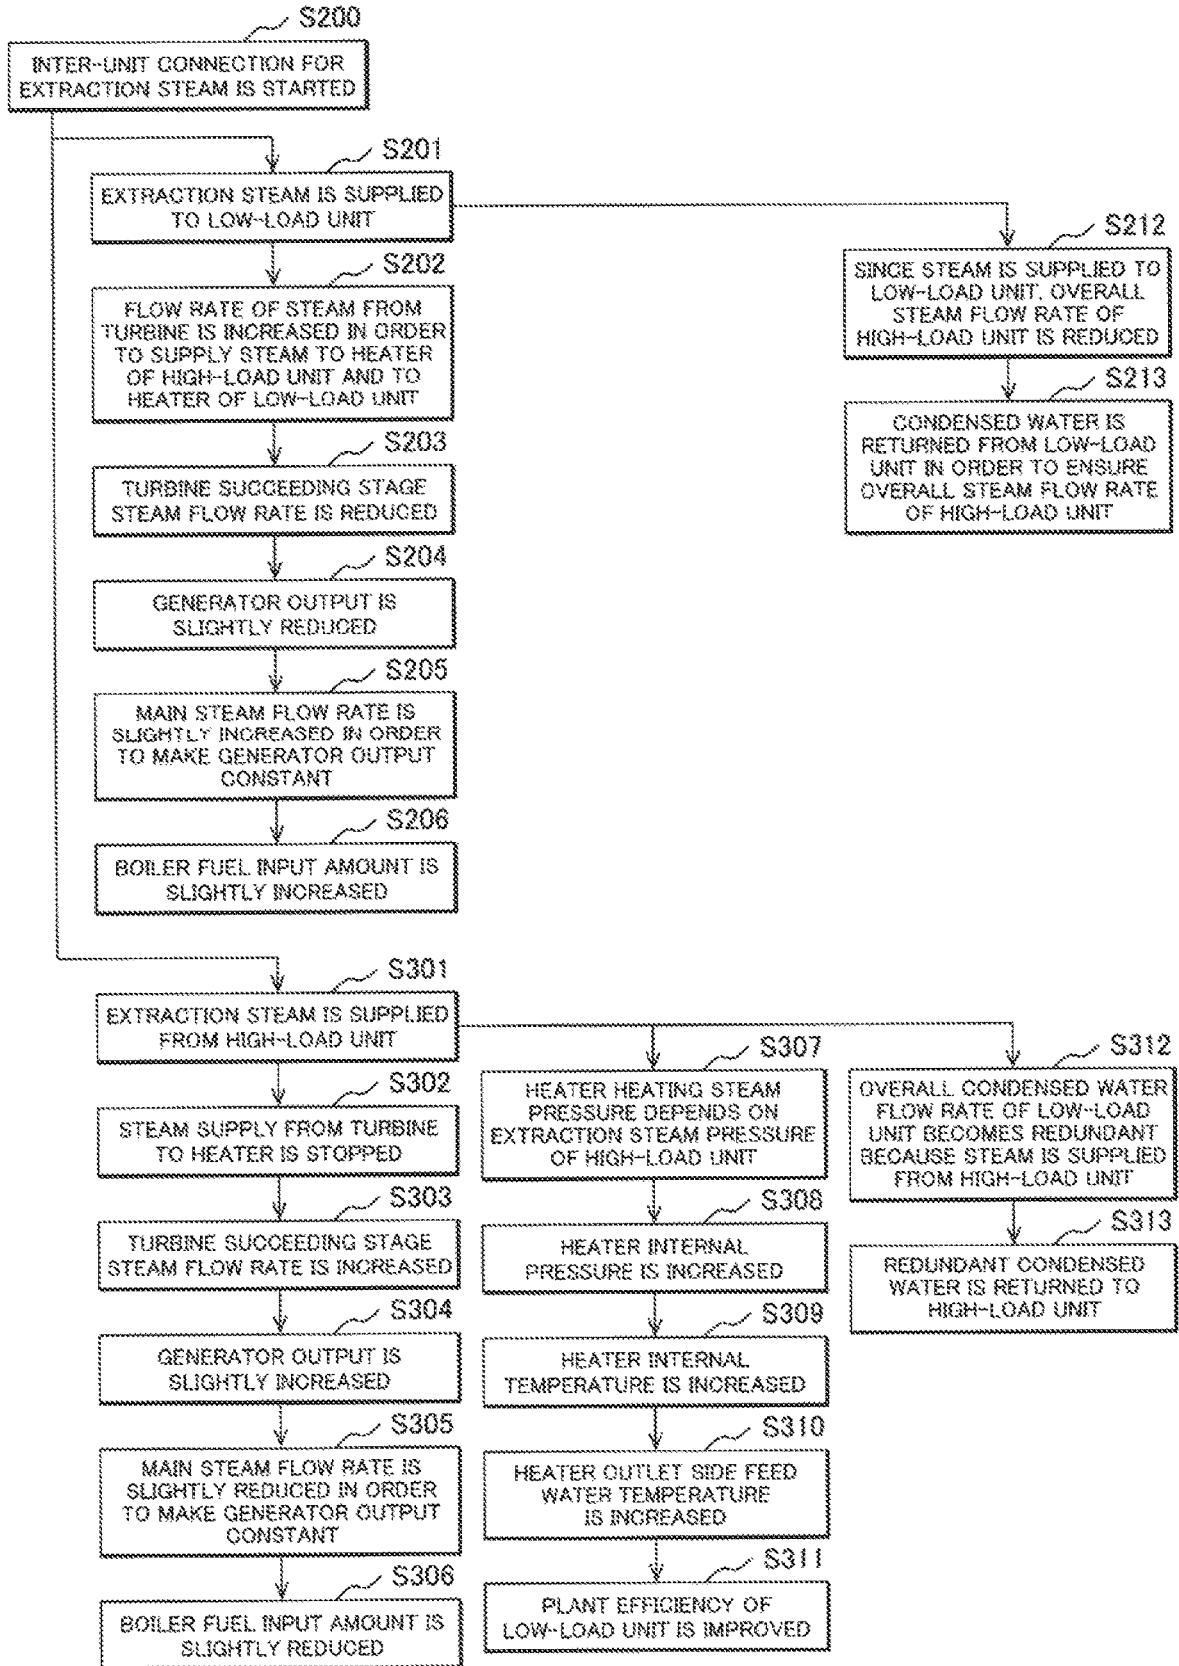 S200
INTER-UNIT CONNECTION FOR
EXTRACTION STEAM IS STARTED
S201
EXTRACTION STEAM IS SUPPLIED
TO LOW-LOAD UNIT
S202
FLOW RATE OF STEAM FROM
TURBINE IS INCREASED IN ORDER
TO SUPPLY STEAM TO HEATER
OF HIGH-LOAD UNIT AND TO
HEATER OF LOW-LOAD UNIT
S203
TURBINE SUCCEEDING STAGE
STEAM FLOW RATE IS REDUCED
S204
GENERATOR OUTPUT IS
SLIGHTLY REDUCED
S205
MAIN STEAM FLOW RATE IS
SLIGHTLY INCREASED IN ORDER
TO MAKE GENERATOR OUTPUT
CONSTANT
S206
BOILER FUEL INPUT AMOUNT IS
SLIGHTLY INCREASED
S212
SINCE STEAM IS SUPPLIED TO
LOW-LOAD UNIT, OVERALL
STEAM FLOW RATE OF
HIGH-LOAD UNIT IS REDUCED
S213
CONDENSED WATER IS
RETURNED FROM LOW-LOAD
UNIT IN ORDER TO ENSURE
OVERALL STEAM FLOW RATE
OF HIGH-LOAD UNIT
S301
EXTRACTION STEAM IS SUPPLIED
FROM HIGH-LOAD UNIT
S302
STEAM SUPPLY FROM TURBINE
TO HEATER IS STOPPED
S303
TURBINE SUCCEEDING STAGE
STEAM FLOW RATE IS INCREASED
S304
GENERATOR OUTPUT IS
SLIGHTLY INCREASED
S305
MAIN STEAM FLOW RATE IS
SLIGHTLY REDUCED IN ORDER
TO MAKE GENERATOR OUTPUT
CONSTANT
S306
BOILER FUEL INPUT AMOUNT IS
SLIGHTLY REDUCED
S307
HEATER HEATING STEAM
PRESSURE DEPENDS ON
EXTRACTION STEAM PRESSURE
OF HIGH-LOAD UNIT
S308
HEATER INTERNAL
PRESSURE IS INCREASED
S309
HEATER INTERNAL
TEMPERATURE IS INCREASED
S310
HEATER OUTLET SIDE FEED
WATER TEMPERATURE
IS INCREASED
S311
PLANT EFFICIENCY OF
LOW-LOAD UNIT IS IMPROVED
S312
OVERALL CONDENSED WATER
FLOW RATE OF LOW-LOAD
UNIT BECOMES REDUNDANT
BECAUSE STEAM IS SUPPLIED
FROM HIGH-LOAD UNIT
S313
REDUNDANT CONDENSED
WATER IS RETURNED TO
HIGH-LOAD UNIT